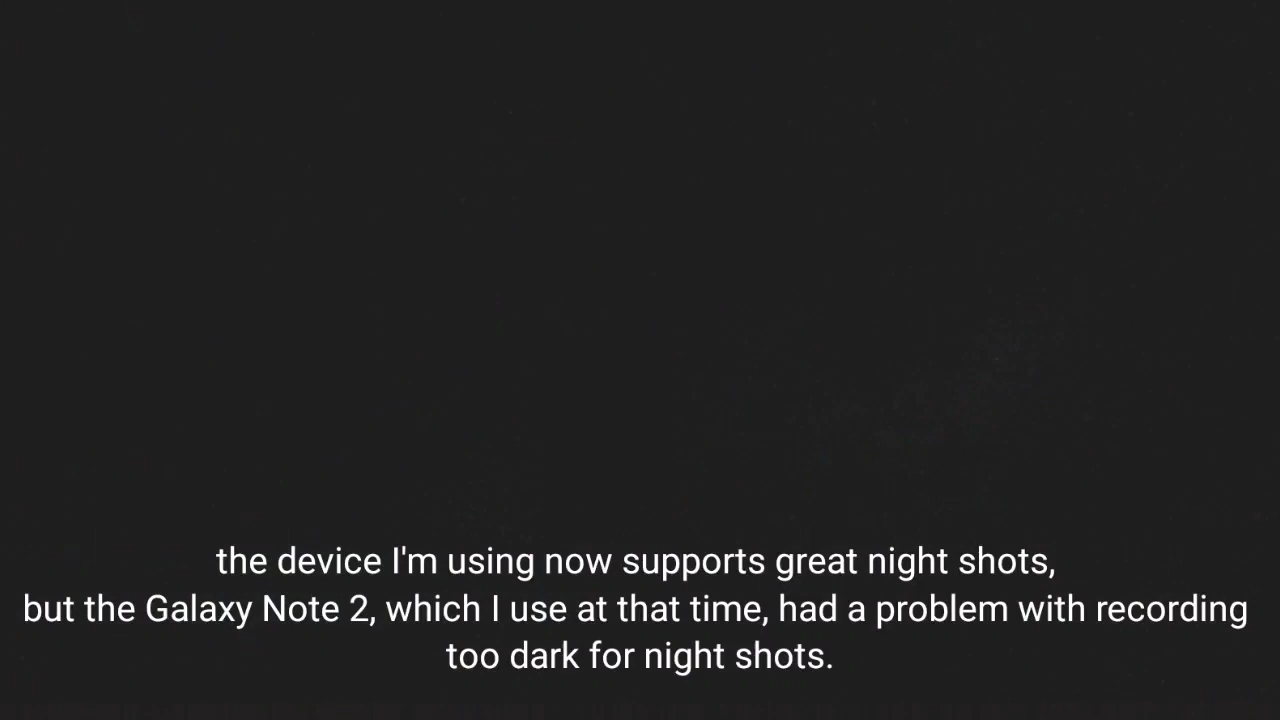 the device I'm using now supports great night shots,
but the Galaxy Note 2, which I use at that time, had a problem with recording
too dark for night shots.